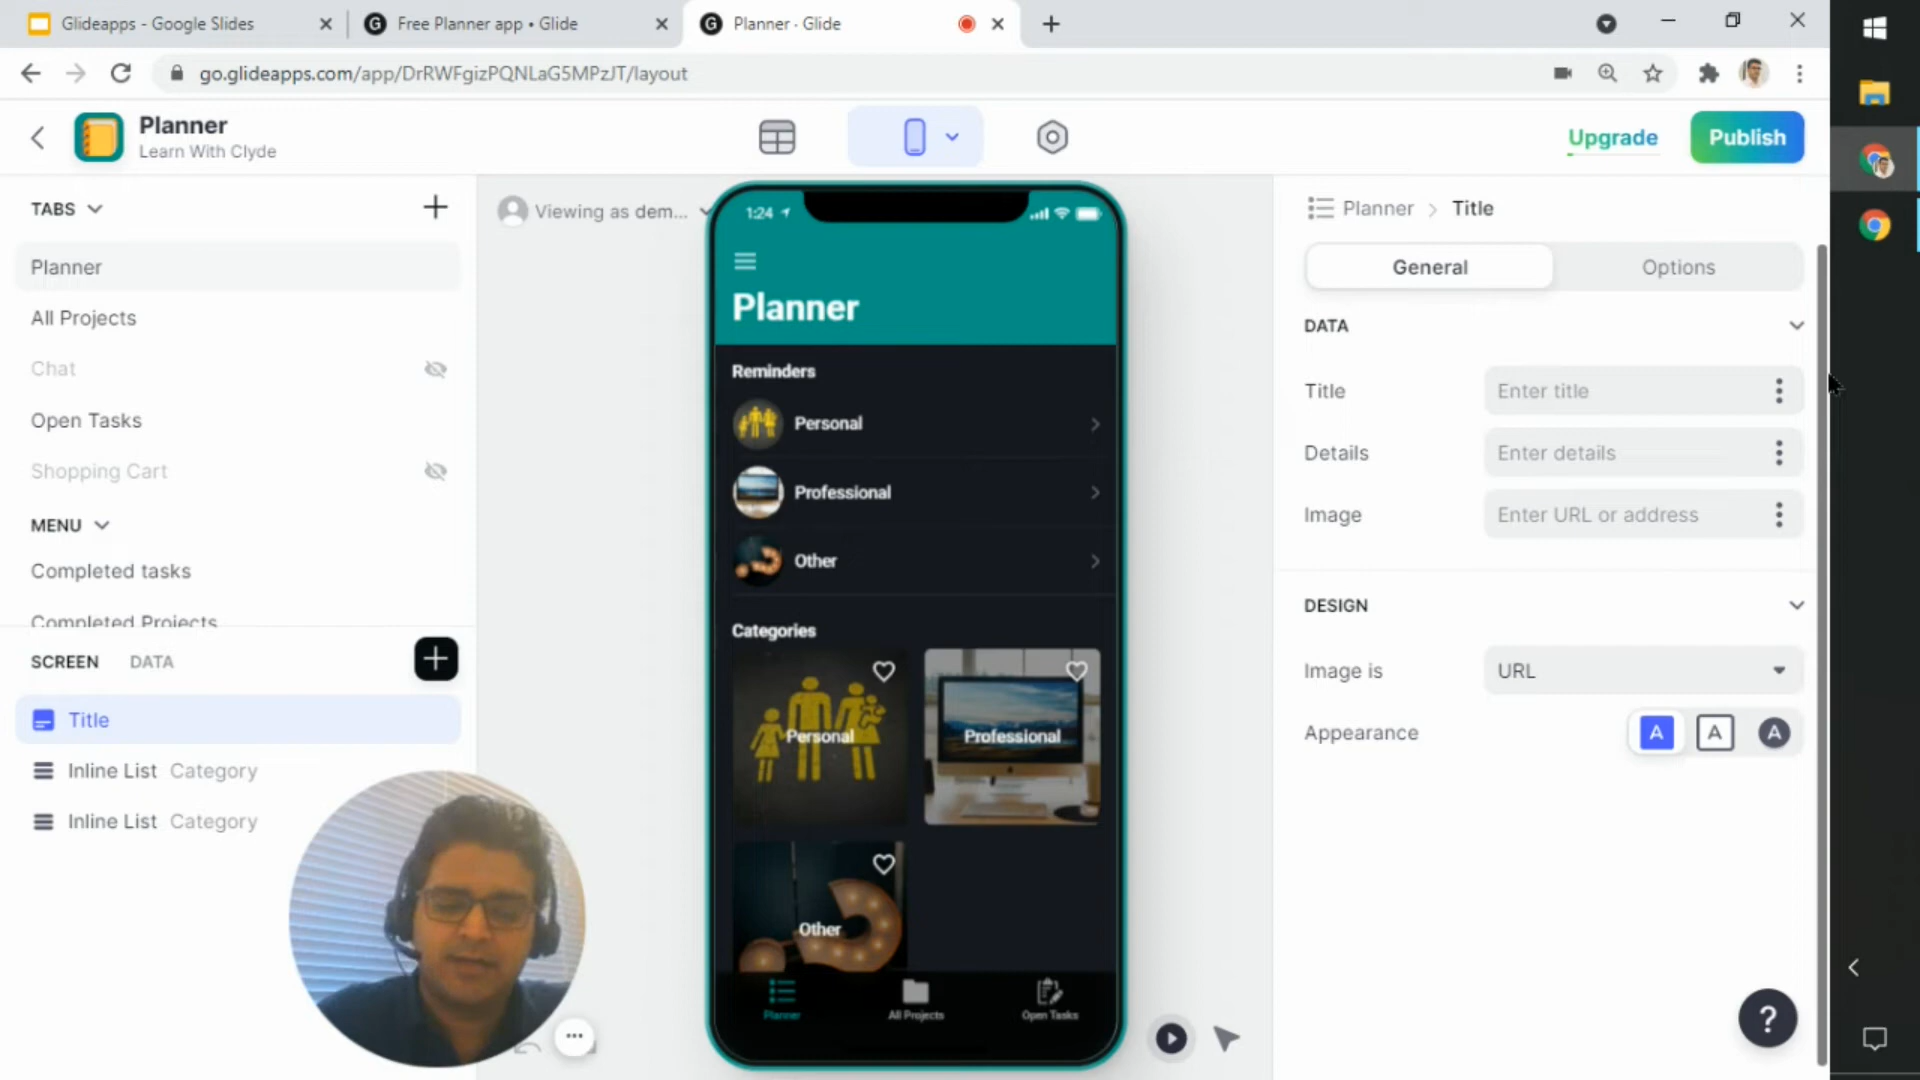 Glideapps - Google Slides
Free Planner app • Glide
Planner · Glide
go.glideapps.com/app/DrRWFgizPQNLaG5MPzJT/layout
Planner
Learn With Clyde
Upgrade
Publish
TABS
Planner
All Projects
Chat
Open Tasks
Shopping Cart
MENU
Completed tasks
Completed Projects
SCREEN DATA
Title
Inline List Category
Inline List Category
Viewing as dem...
1:24
Planner
Reminders
Personal
Professional
Other
Categories
Personal
Professional
Other
Planner
All Projects
Open Tasks
Planner > Title
General
Options
DATA
Title
Enter title
Details
Enter details
Image
Enter URL or address
DESIGN
Image is
URL
Appearance
A A A
?